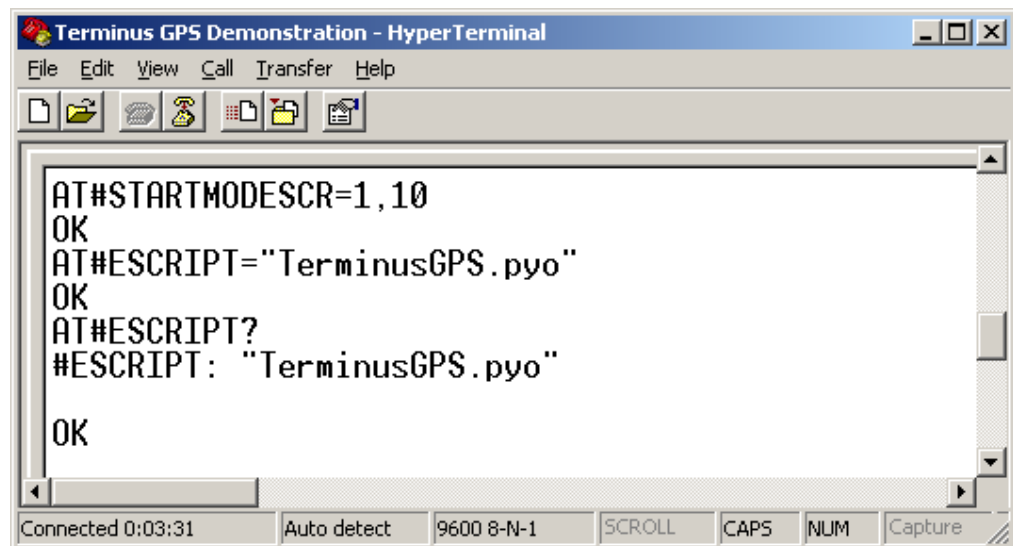 Terminus GPS Demonstration - HyperTerminal
File Edit View Call Transfer Help
AT#STARTMODESCR=1,10
OK
AT#ESCRIPT="TerminusGPS.pyo"
OK
AT#ESCRIPT?
#ESCRIPT: "TerminusGPS.pyo"
OK
Connected 0:03:31 Auto detect 9600 8-N-1 SCROLL CAPS NUM Capture